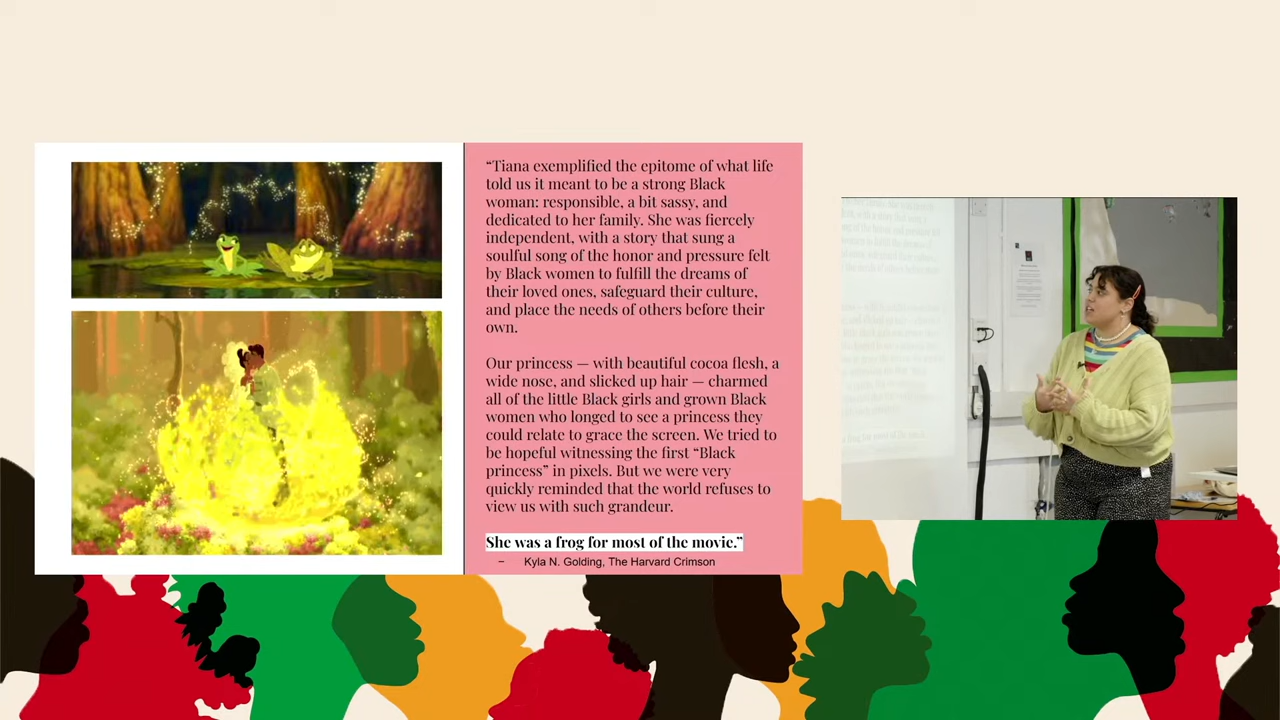 “Tiana exemplified the epitome of what life
told us it meant to be a strong Black
woman: responsible, a bit sassy, and
dedicated to her family. She was fiercely
independent, with a story that sung a
soulful song of the honor and pressure felt
by Black women to fulfill the dreams of
their loved ones, safeguard their culture,
and place the needs of others before their
own.
Our princess — with beautiful cocoa flesh, a
wide nose, and slicked up hair — charmed
all of the little Black girls and grown Black
women who longed to see a princess they
could relate to grace the screen. We tried to
be hopeful witnessing the first “Black
princess” in pixels. But we were very
quickly reminded that the world refuses to
view us with such grandeur.
She was a frog for most of the movie.”
– Kyla N. Golding, The Harvard Crimson